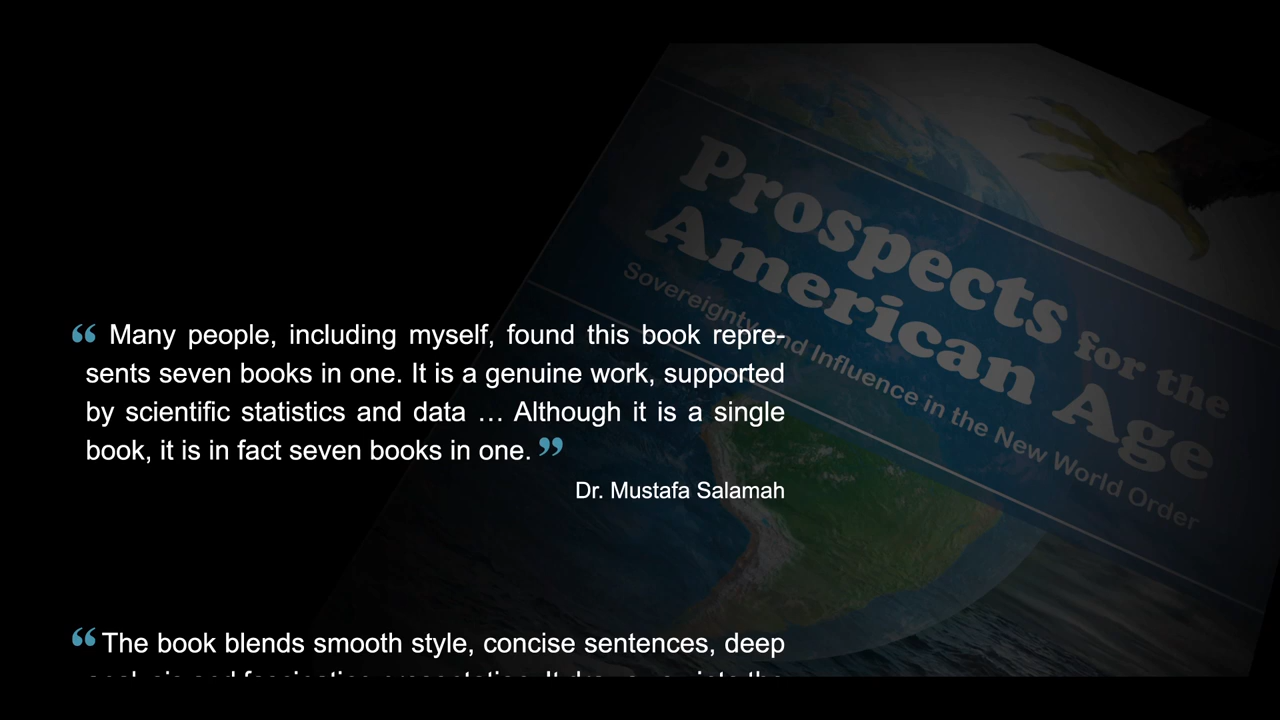 Prospects for the
American Age
Sovereignty and Influence in the New World Order
“ Many people, including myself, found this book repre-
sents seven books in one. It is a genuine work, supported
by scientific statistics and data … Although it is a single
book, it is in fact seven books in one. ”
Dr. Mustafa Salamah
“ The book blends smooth style, concise sentences, deep